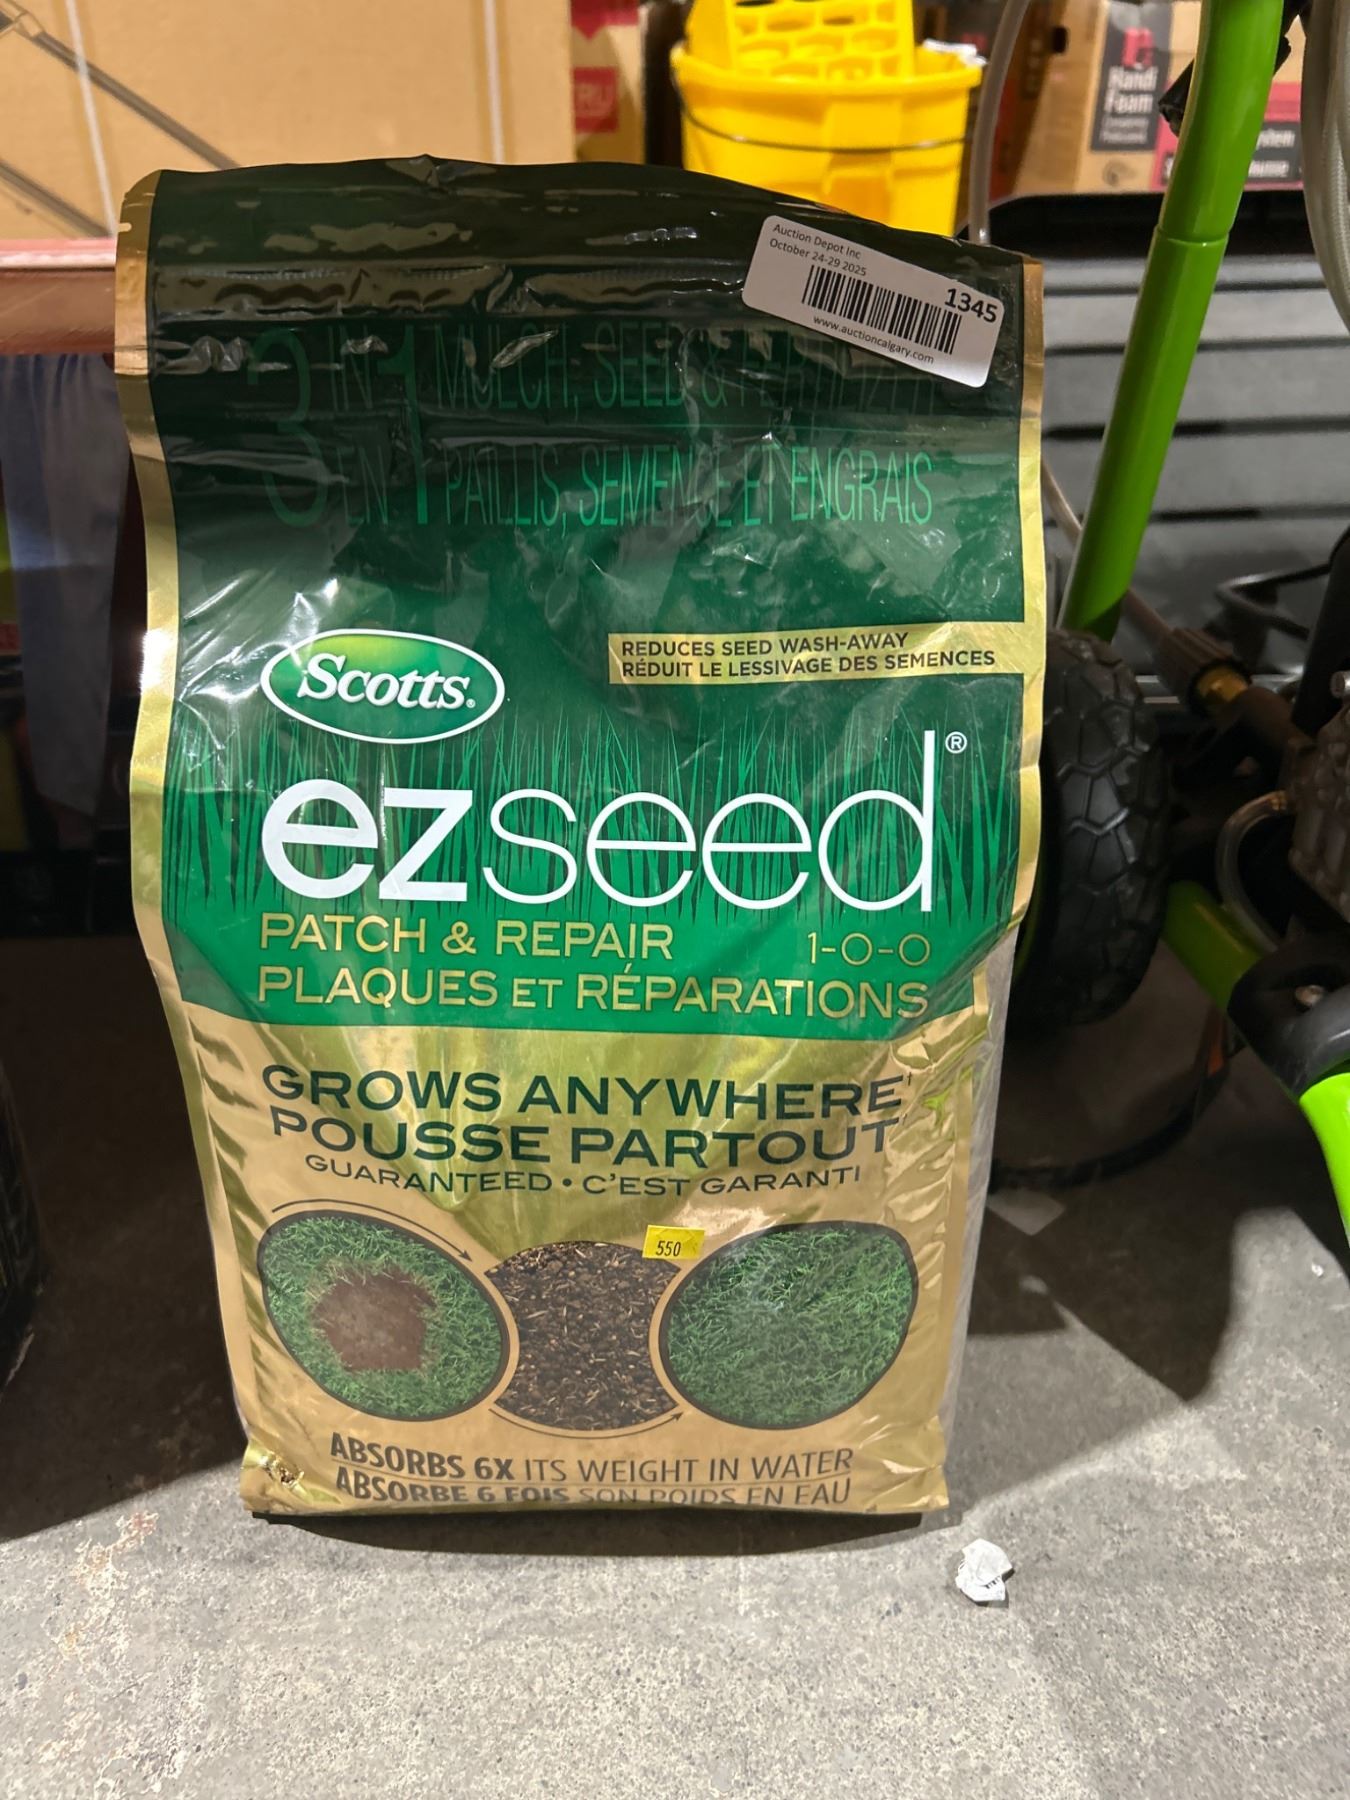 Handi
Foam
RU
Auction Depot Inc
October 24-29 2025
1345
www.auctioncalgary.com
3 IN 1 MULCH, SEED &
3 EN 1 PAILLIS, SEMENCE ET ENGRAIS
REDUCES SEED WASH-AWAY
RÉDUIT LE LESSIVAGE DES SEMENCES
Scotts®
ezseed®
PATCH & REPAIR 1-0-0
PLAQUES ET RÉPARATIONS
GROWS ANYWHERE†
POUSSE PARTOUT†
GUARANTEED • C'EST GARANTI
550
ABSORBS 6X ITS WEIGHT IN WATER
ABSORBE 6 FOIS SON POIDS EN EAU